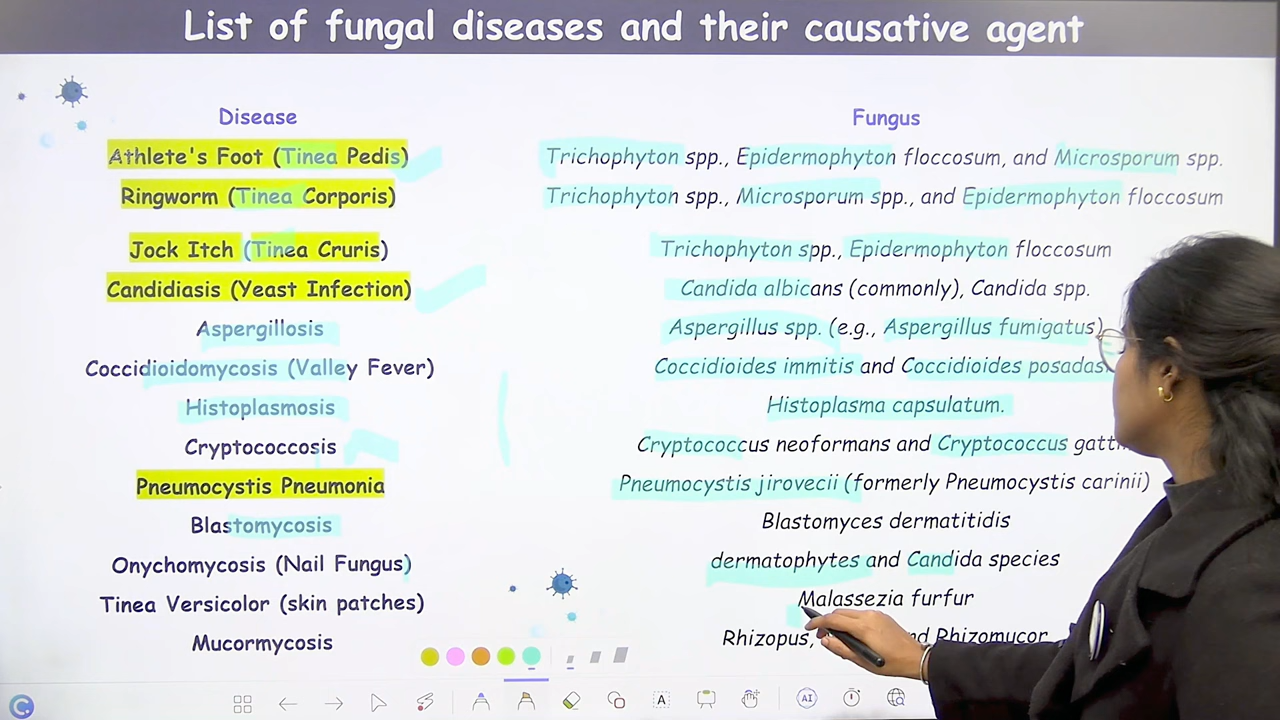 List of fungal diseases and their causative agent
Disease Fungus
Athlete's Foot (Tinea Pedis) Trichophyton spp., Epidermophyton floccosum, and Microsporum spp.
Ringworm (Tinea Corporis) Trichophyton spp., Microsporum spp., and Epidermophyton floccosum
Jock Itch (Tinea Cruris) Trichophyton spp., Epidermophyton floccosum
Candidiasis (Yeast Infection) Candida albicans (commonly), Candida spp.
Aspergillosis Aspergillus spp. (e.g., Aspergillus fumigatus)
Coccidioidomycosis (Valley Fever) Coccidioides immitis and Coccidioides
Histoplasmosis Histoplasma capsulatum.
Cryptococcosis Cryptococcus neoformans and Cryptococcus
Pneumocystis Pneumonia Pneumocystis jirovecii (formerly Pneumocystis carinii)
Blastomycosis Blastomyces dermatitidis
Onychomycosis (Nail Fungus) dermatophytes and Candida species
Tinea Versicolor (skin patches) Malassezia furfur
Mucormycosis Rhizopus, Rhizomucor
A AI